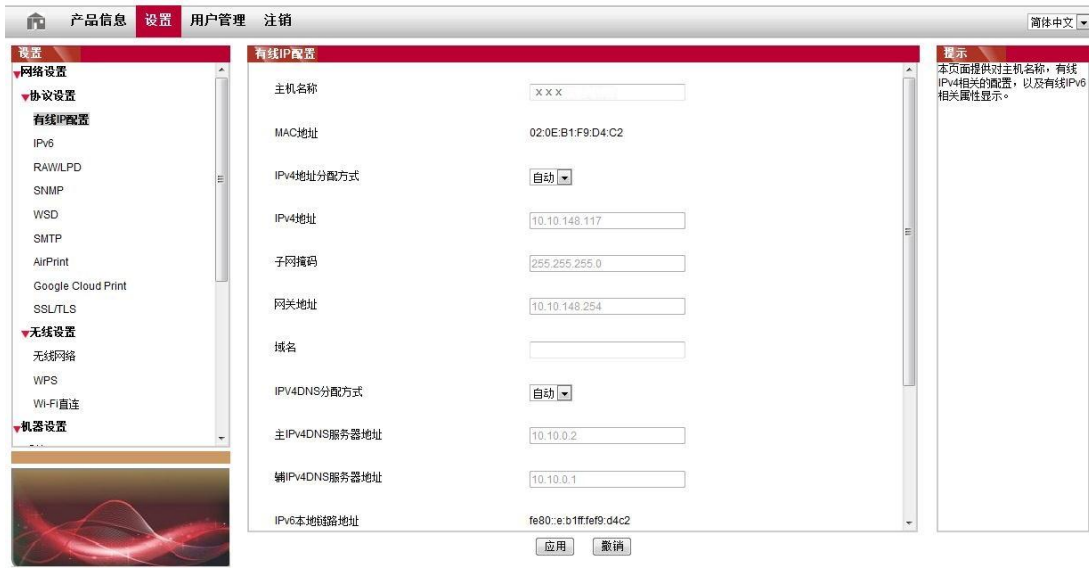 产品信息 设置 用户管理 注销
简体中文
设置
网络设置
协议设置
有线IP配置
IPv6
RAW/LPD
SNMP
WSD
SMTP
AirPrint
Google Cloud Print
SSL/TLS
无线设置
无线网络
WPS
Wi-Fi直连
机器设置
有线IP配置
主机名称 XXX
MAC地址 02:0E:B1:F9:D4:C2
IPv4地址分配方式 自动
IPv4地址 10.10.148.117
子网掩码 255.255.255.0
网关地址 10.10.148.254
域名
IPV4DNS分配方式 自动
主IPv4DNS服务器地址 10.10.0.2
辅IPv4DNS服务器地址 10.10.0.1
IPv6本地链路地址 fe80::e:b1ff:fef9:d4c2
应用 撤销
提示
本页面提供对主机名称，有线
IPv4相关的配置，以及有线IPv6
相关属性显示。